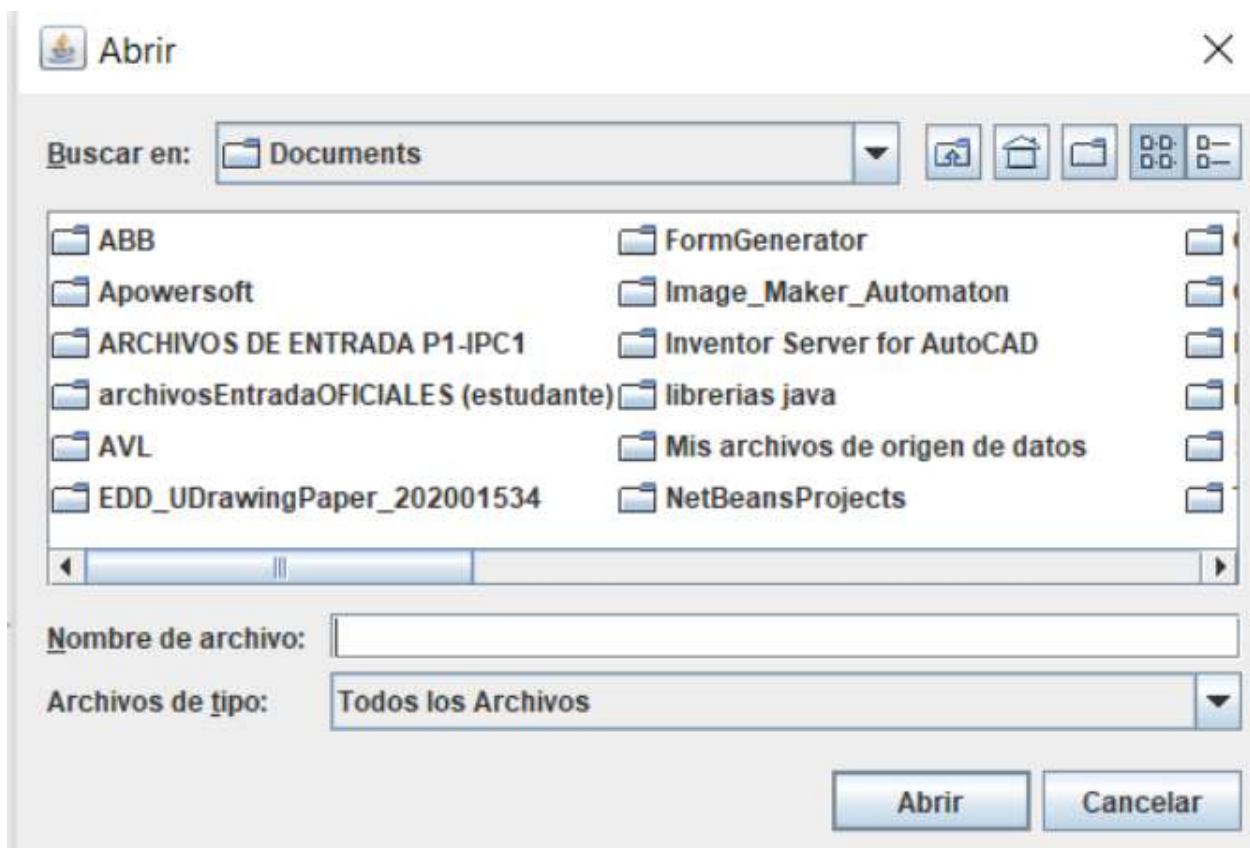 Abrir
Buscar en: Documents
ABB
Apowersoft
ARCHIVOS DE ENTRADA P1-IPC1
archivosEntradaOFICIALES (estudante)
AVL
EDD_UDrawingPaper_202001534
FormGenerator
Image_Maker_Automaton
Inventor Server for AutoCAD
librerias java
Mis archivos de origen de datos
NetBeansProjects
Nombre de archivo:
Archivos de tipo: Todos los Archivos
Abrir Cancelar